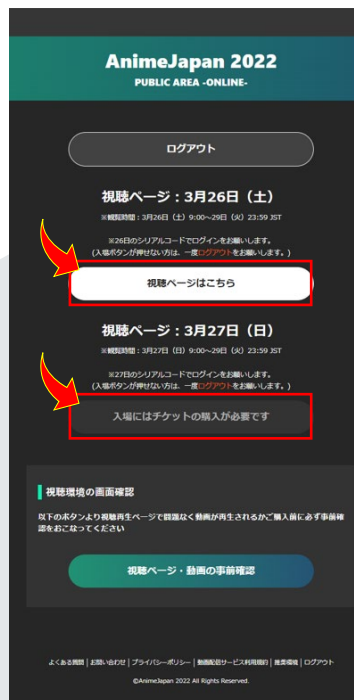 AnimeJapan 2022
PUBLIC AREA -ONLINE-
ログアウト
視聴ページ：3月26日（土）
※観覧時間：3月26日（土）9:00～29日（火）23:59 JST
※26日のシリアルコードでログインをお願いします。
(入場ボタンが押せない方は、一度ログアウトをお願いします。)
視聴ページはこちら
視聴ページ：3月27日（日）
※観覧時間：3月27日（日）9:00～29日（火）23:59 JST
※27日のシリアルコードでログインをお願いします。
(入場ボタンが押せない方は、一度ログアウトをお願いします。)
入場にはチケットの購入が必要です
視聴環境の画面確認
以下のボタンより視聴再生ページで問題なく動画が再生されるかご購入前に必ず事前確
認をおこなってください
視聴ページ・動画の事前確認
よくある質問 | お問い合わせ | プライバシーポリシー | 動画配信サービス利用規約 | 推奨環境 | ログアウト
©AnimeJapan 2022 All Rights Reserved.